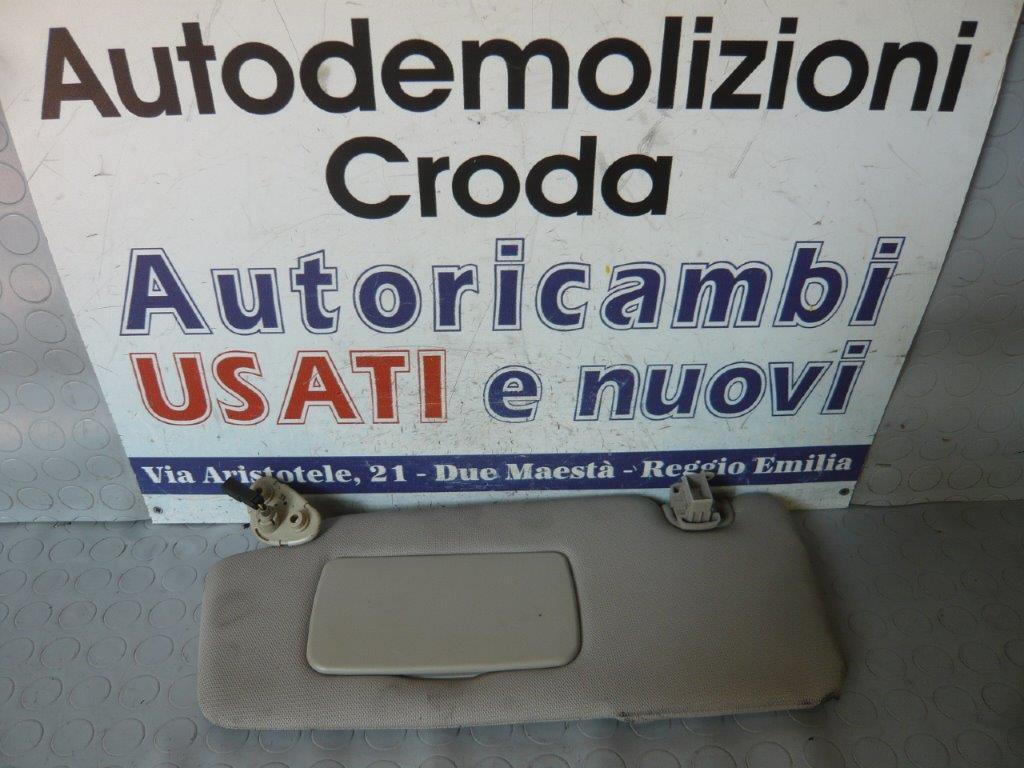 Autodemolizioni
Croda
Autoricambi
USATI e nuovi
Via Aristotele, 21 - Due Maestà - Reggio Emilia